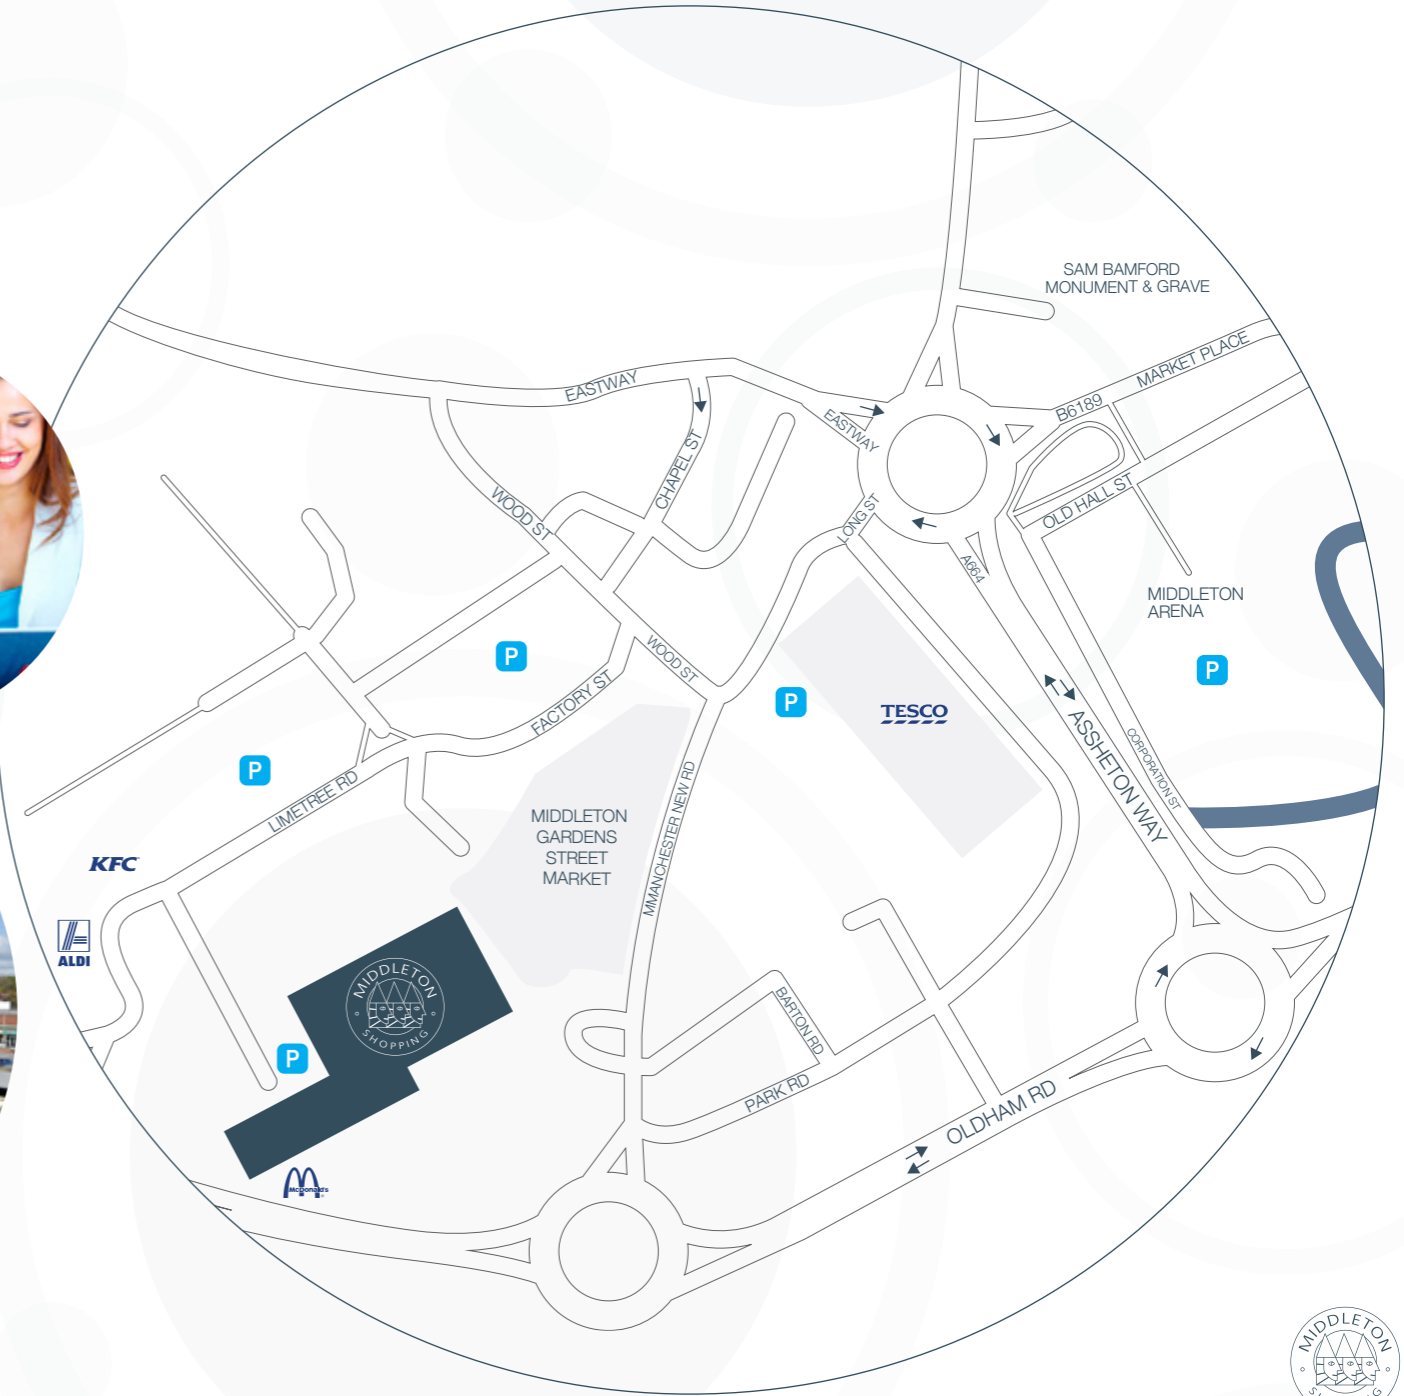 SAM BAMFORD
MONUMENT & GRAVE
MARKET PLACE
B6189
EASTWAY
EASTWAY
CHAPEL ST
WOOD ST
LONG ST
OLD HALL ST
A664
MIDDLETON
ARENA
P
P
P
P
P
WOOD ST
FACTORY ST
TESCO
ASSHETON WAY
CORPORATION ST
LIMETREE RD
MIDDLETON
GARDENS
STREET
MARKET
MMANCHESTER NEW RD
KFC
ALDI
MIDDLETON
SHOPPING
BARTON RD
PARK RD
OLDHAM RD
McDonald's
MIDDLETON